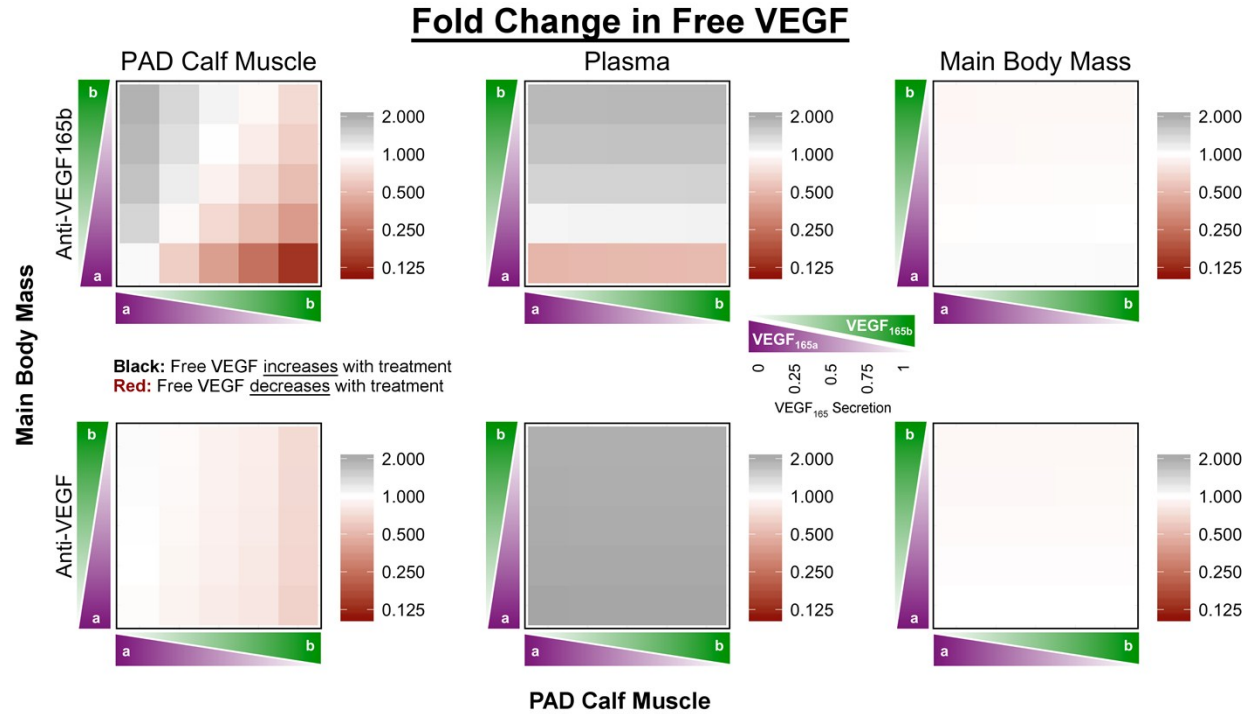 Fold Change in Free VEGF
PAD Calf Muscle
Plasma
Main Body Mass
Main Body Mass
Anti-VEGF165b
b
a
a
b
2.000
1.000
0.500
0.250
0.125
b
a
a
b
2.000
1.000
0.500
0.250
0.125
b
a
a
b
2.000
1.000
0.500
0.250
0.125
Black: Free VEGF increases with treatment
Red: Free VEGF decreases with treatment
VEGF165b
VEGF165a
0
0.25
0.5
0.75
1
VEGF165 Secretion
Anti-VEGF
b
a
a
b
2.000
1.000
0.500
0.250
0.125
b
a
a
b
2.000
1.000
0.500
0.250
0.125
b
a
a
b
2.000
1.000
0.500
0.250
0.125
PAD Calf Muscle